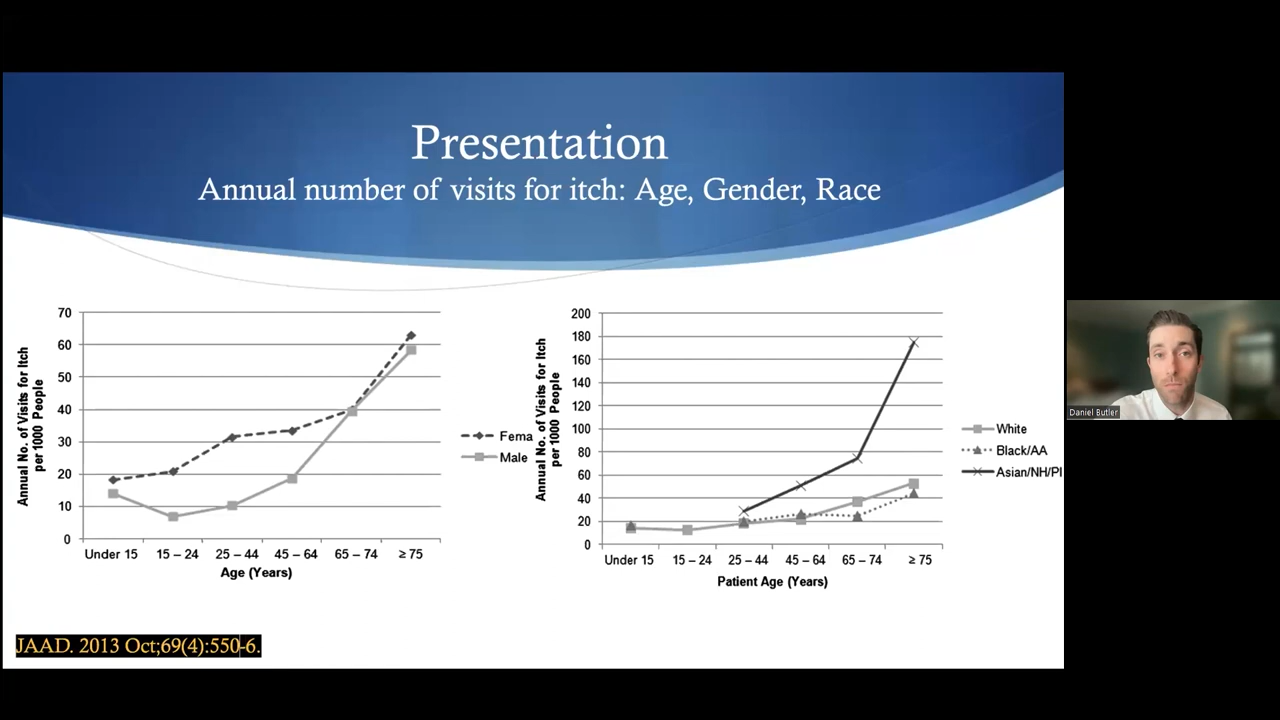 Presentation
Annual number of visits for itch: Age, Gender, Race
Annual No. of Visits for Itch
per 1000 People
70
60
50
40
30
20
10
0
Under 15
15 – 24
25 – 44
45 – 64
65 – 74
≥ 75
Age (Years)
Fema
Male
Annual No. of Visits for Itch
per 1000 People
200
180
160
140
120
100
80
60
40
20
0
Under 15
15 – 24
25 – 44
45 – 64
65 – 74
≥ 75
Patient Age (Years)
White
Black/AA
Asian/NH/PI
JAAD. 2013 Oct;69(4):550-6.
Daniel Butler